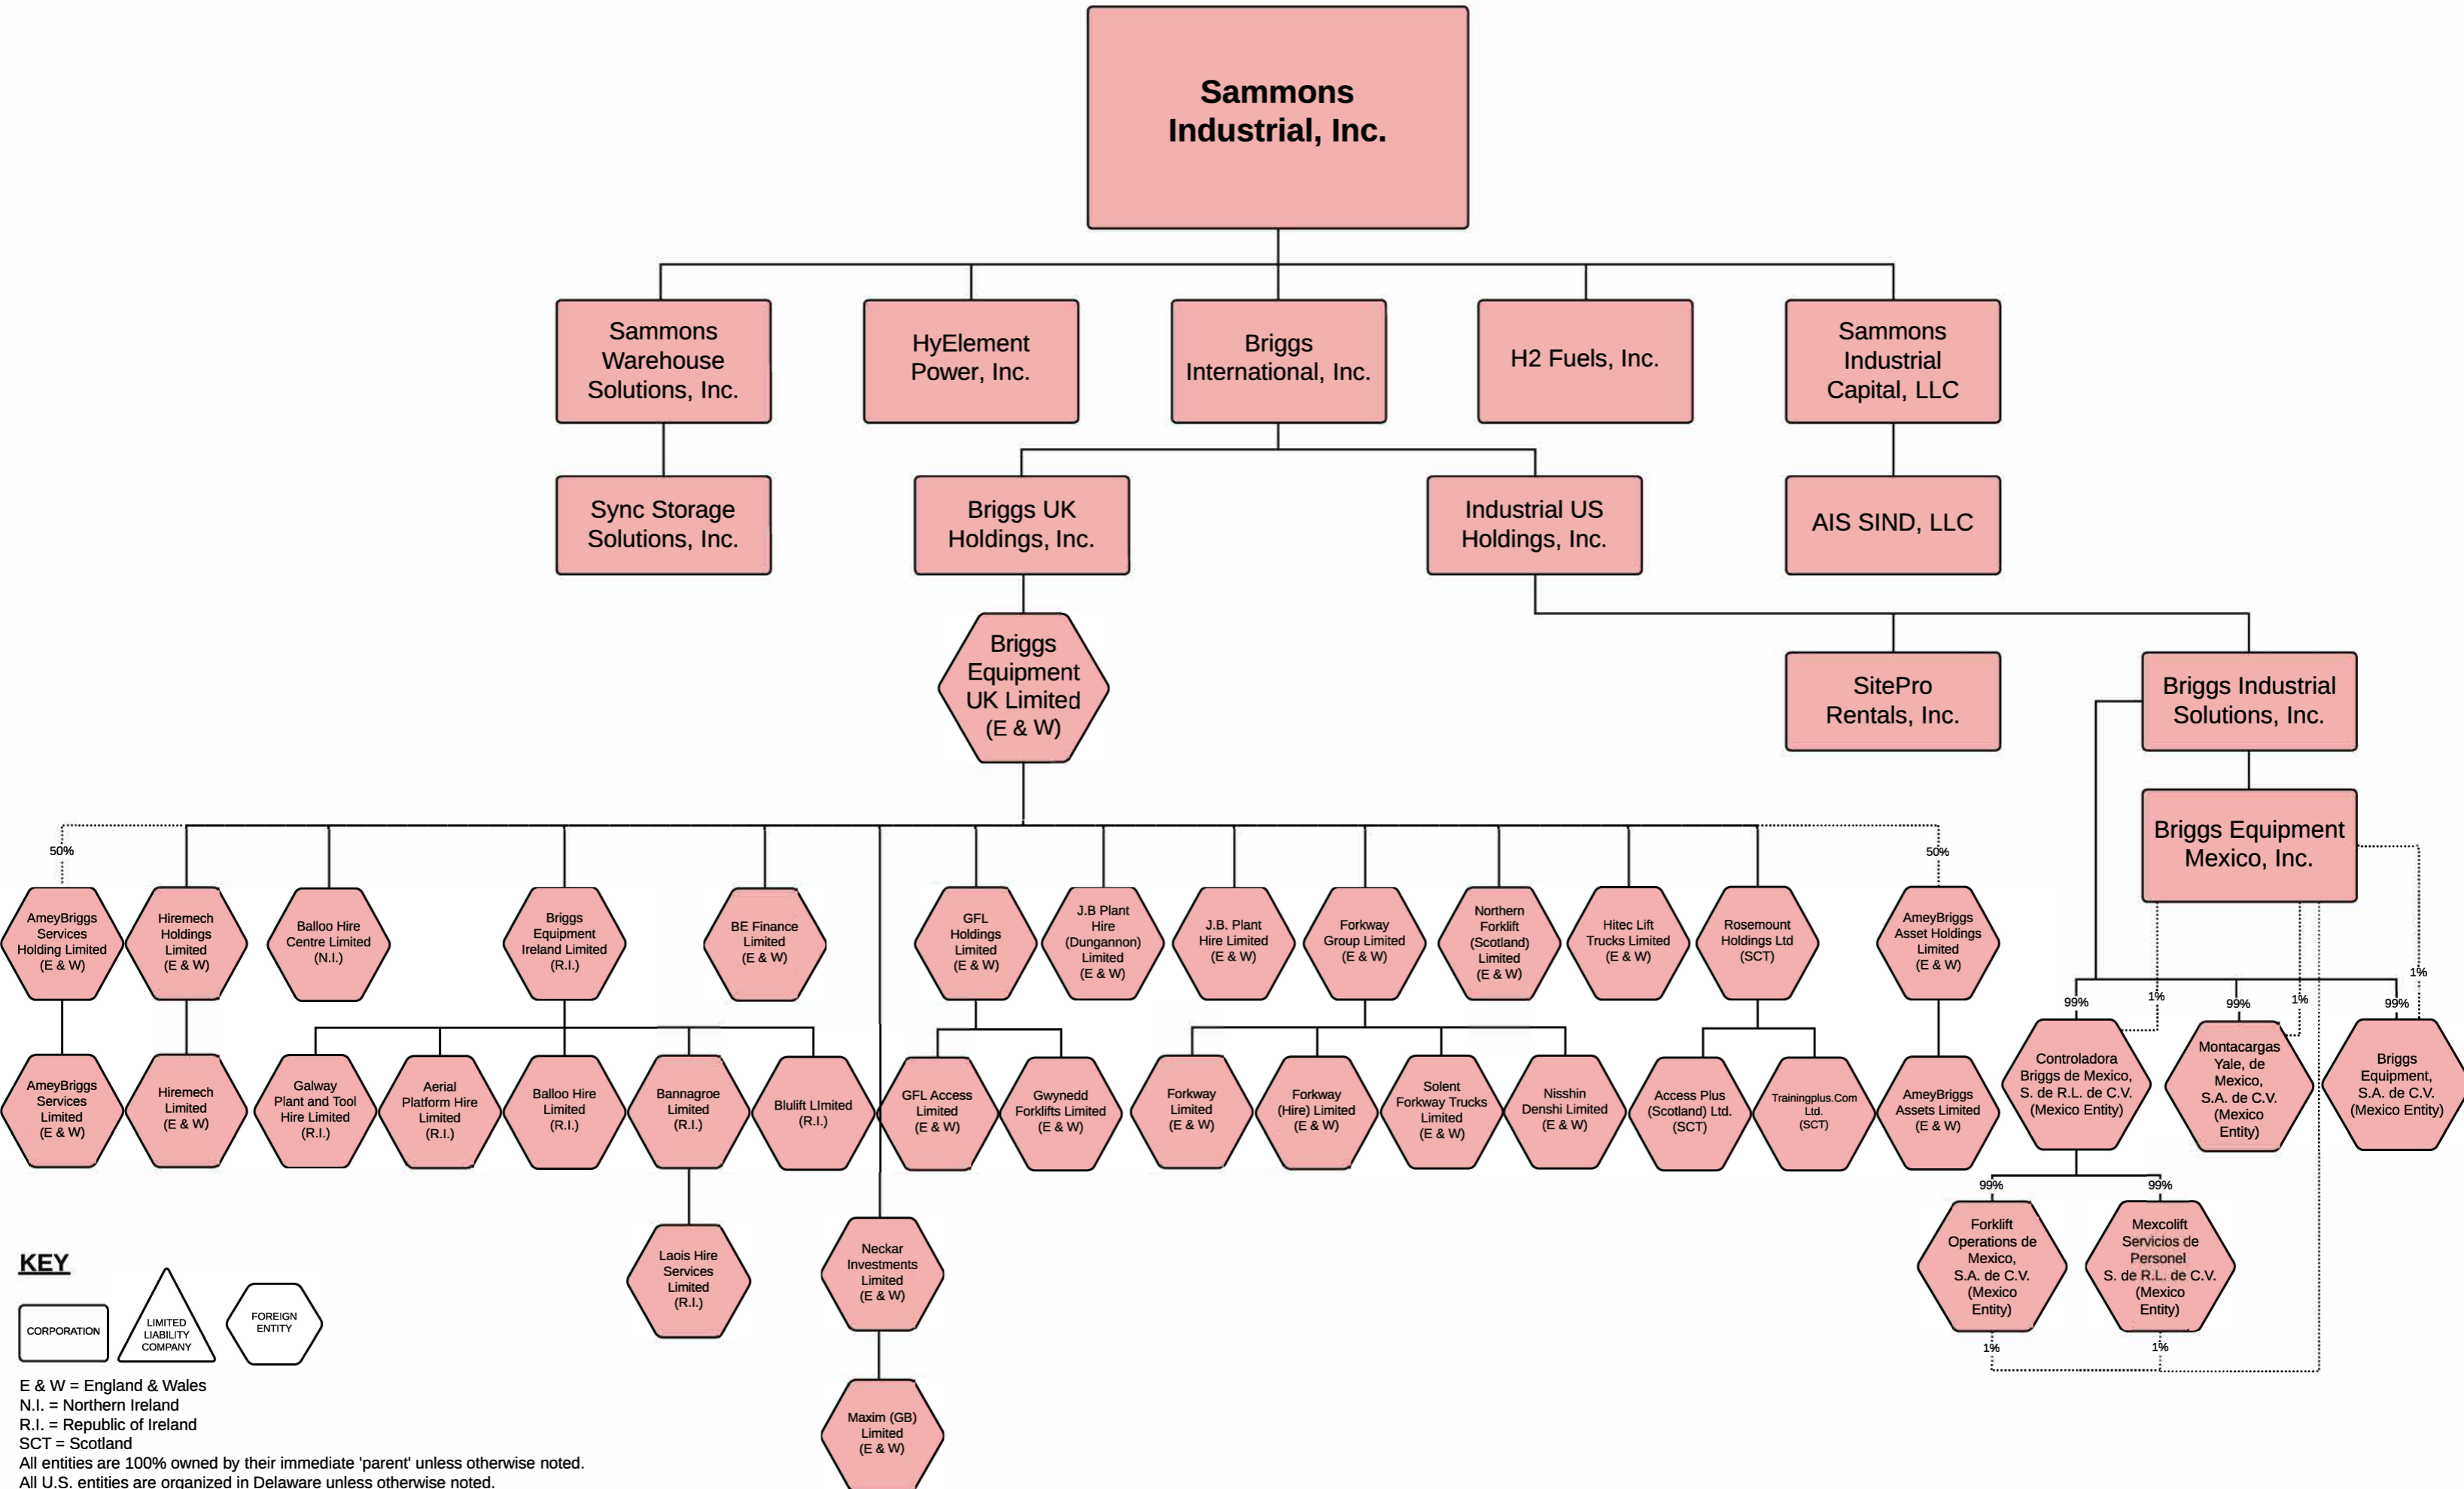 Sammons
Industrial, Inc.
Sammons
Warehouse
Solutions, Inc.
HyElement
Power, Inc.
Briggs
International, Inc.
H2 Fuels, Inc.
Sammons
Industrial
Capital, LLC
Sync Storage
Solutions, Inc.
Briggs UK
Holdings, Inc.
Industrial US
Holdings, Inc.
AIS SIND, LLC
Briggs
Equipment
UK Limited
(E & W)
SitePro
Rentals, Inc.
Briggs Industrial
Solutions, Inc.
Briggs Equipment
Mexico, Inc.
50%
50%
AmeyBriggs
Services
Holding Limited
(E & W)
Hiremech
Holdings
Limited
(E & W)
Balloo Hire
Centre Limited
(N.I.)
Briggs
Equipment
Ireland Limited
(R.I.)
BE Finance
Limited
(E & W)
GFL
Holdings
Limited
(E & W)
J.B Plant
Hire
(Dungannon)
Limited
(E & W)
J.B. Plant
Hire Limited
(E & W)
Forkway
Group Limited
(E & W)
Northern
Forklift
(Scotland)
Limited
(E & W)
Hitec Lift
Trucks Limited
(E & W)
Rosemount
Holdings Ltd
(SCT)
AmeyBriggs
Asset Holdings
Limited
(E & W)
99%
1%
99%
1%
99%
1%
AmeyBriggs
Services
Limited
(E & W)
Hiremech
Limited
(E & W)
Galway
Plant and Tool
Hire Limited
(R.I.)
Aerial
Platform Hire
Limited
(R.I.)
Balloo Hire
Limited
(R.I.)
Bannagroe
Limited
(R.I.)
Blulift LImited
(R.I.)
GFL Access
Limited
(E & W)
Gwynedd
Forklifts Limited
(E & W)
Forkway
Limited
(E & W)
Forkway
(Hire) Limited
(E & W)
Solent
Forkway Trucks
Limited
(E & W)
Nisshin
Denshi Limited
(E & W)
Access Plus
(Scotland) Ltd.
(SCT)
Trainingplus.Com
Ltd.
(SCT)
AmeyBriggs
Assets Limited
(E & W)
Controladora
Briggs de Mexico,
S. de R.L. de C.V.
(Mexico Entity)
Montacargas
Yale, de
Mexico,
S.A. de C.V.
(Mexico
Entity)
Briggs
Equipment,
S.A. de C.V.
(Mexico Entity)
99%
99%
Laois Hire
Services
Limited
(R.I.)
Neckar
Investments
Limited
(E & W)
Forklift
Operations de
Mexico,
S.A. de C.V.
(Mexico
Entity)
Mexcolift
Servicios de
Personel
S. de R.L. de C.V.
(Mexico
Entity)
1%
1%
Maxim (GB)
Limited
(E & W)
KEY
CORPORATION
LIMITED
LIABILITY
COMPANY
FOREIGN
ENTITY
E & W = England & Wales
N.I. = Northern Ireland
R.I. = Republic of Ireland
SCT = Scotland
All entities are 100% owned by their immediate 'parent' unless otherwise noted.
All U.S. entities are organized in Delaware unless otherwise noted.